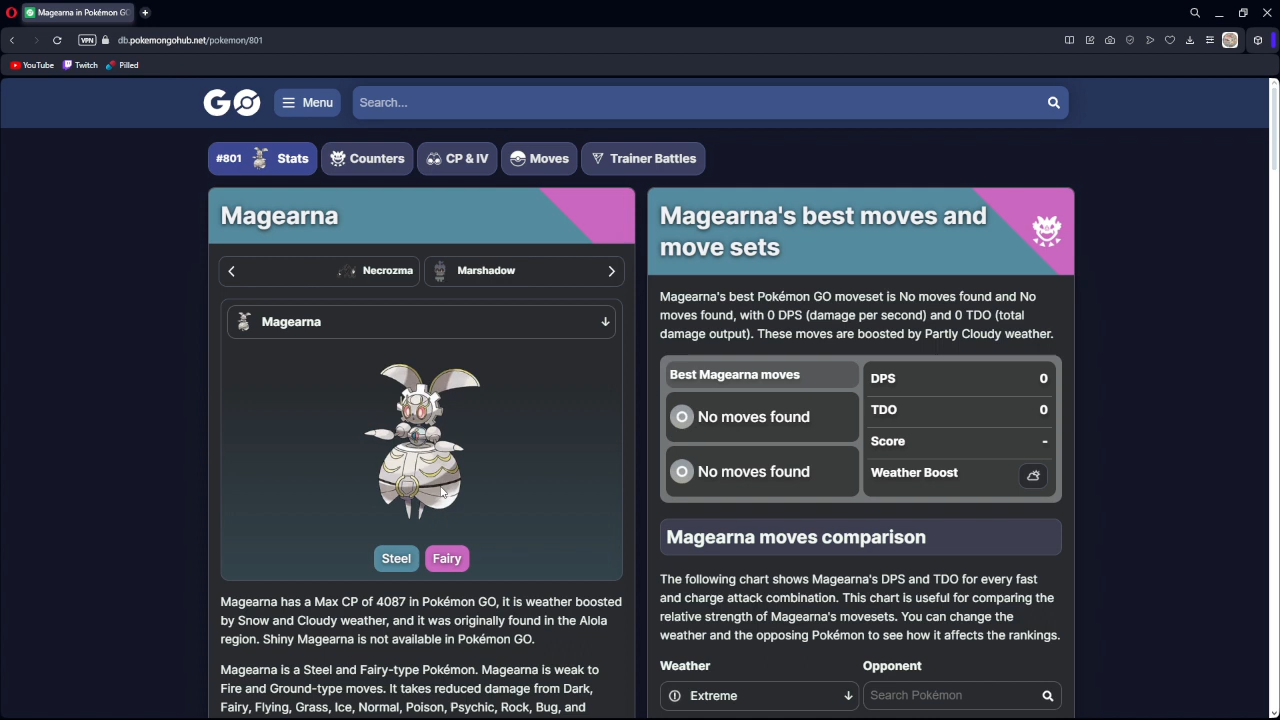 Magearna in Pokémon GO
db.pokemongohub.net/pokemon/801
VPN
YouTube
Twitch
Pilled
GO
Menu
Search...
#801 Stats
Counters
CP & IV
Moves
Trainer Battles
Magearna
Necrozma
Marshadow
Magearna
Steel
Fairy
Magearna has a Max CP of 4087 in Pokémon GO, it is weather boosted
by Snow and Cloudy weather, and it was originally found in the Alola
region. Shiny Magearna is not available in Pokémon GO.
Magearna is a Steel and Fairy-type Pokémon. Magearna is weak to
Fire and Ground-type moves. It takes reduced damage from Dark,
Fairy, Flying, Grass, Ice, Normal, Poison, Psychic, Rock, Bug, and
Magearna's best moves and
move sets
Magearna's best Pokémon GO moveset is No moves found and No
moves found, with 0 DPS (damage per second) and 0 TDO (total
damage output). These moves are boosted by Partly Cloudy weather.
Best Magearna moves
No moves found
No moves found
DPS 0
TDO 0
Score -
Weather Boost
Magearna moves comparison
The following chart shows Magearna's DPS and TDO for every fast
and charge attack combination. This chart is useful for comparing the
relative strength of Magearna's movesets. You can change the
weather and the opposing Pokémon to see how it affects the rankings.
Weather
Extreme
Opponent
Search Pokémon